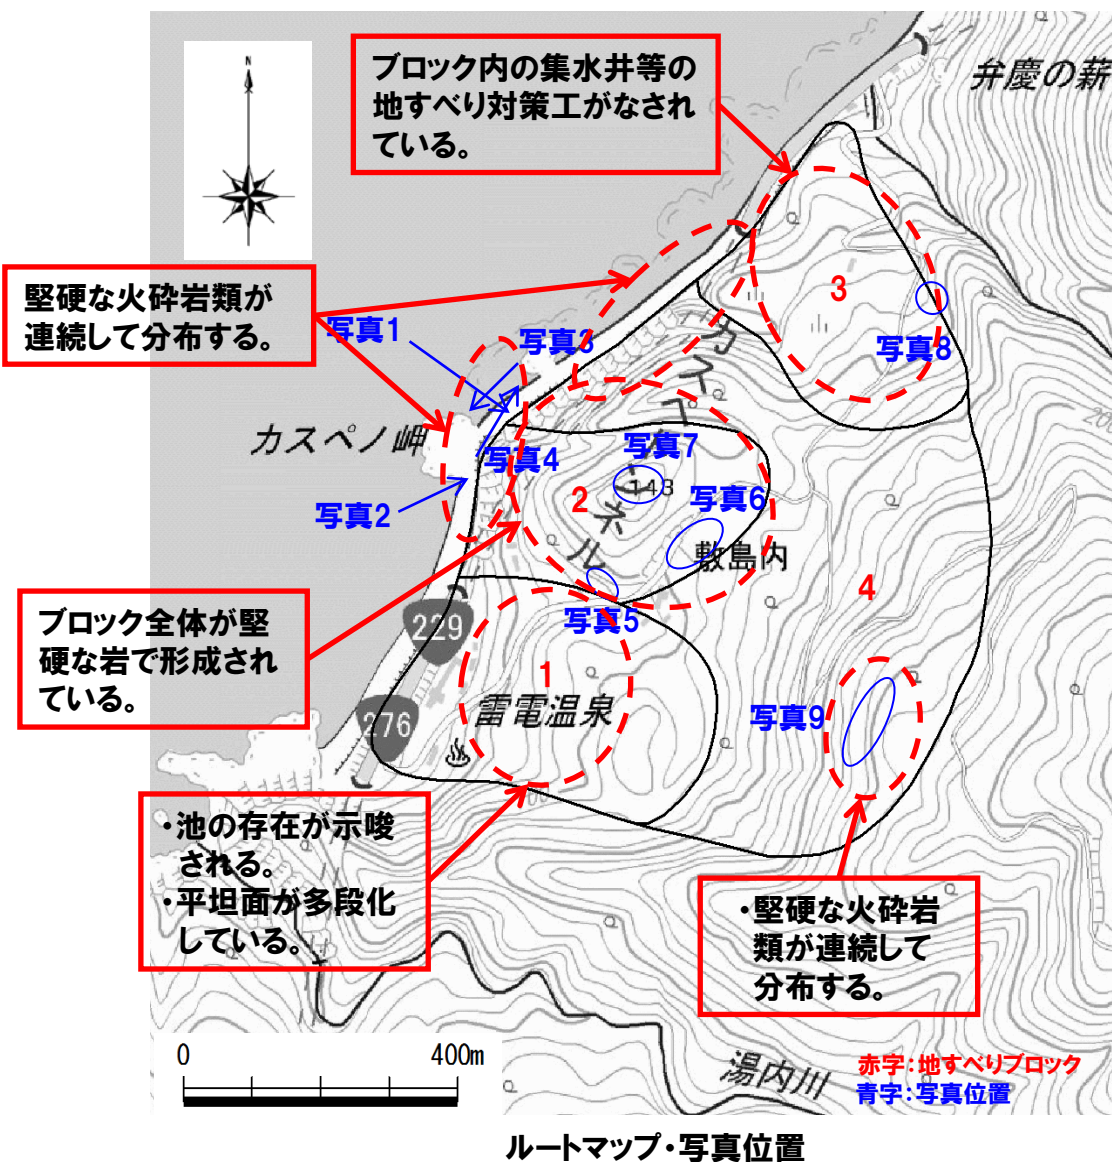 N
ブロック内の集水井等の
地すべり対策工がなされ
ている。
弁慶の薪
堅硬な火砕岩類が
連続して分布する。
写真1
写真3
3
写真8
カスペノ岬
写真4
写真7
写真2
2
143
写真6
カスペトンネル
敷島内
4
229
写真5
ブロック全体が堅
硬な岩で形成され
ている。
1
雷電温泉
276
写真9
・池の存在が示唆
される。
・平坦面が多段化
している。
・堅硬な火砕岩
類が連続して
分布する。
0 400m
湯内川
赤字：地すべりブロック
青字：写真位置
ルートマップ・写真位置